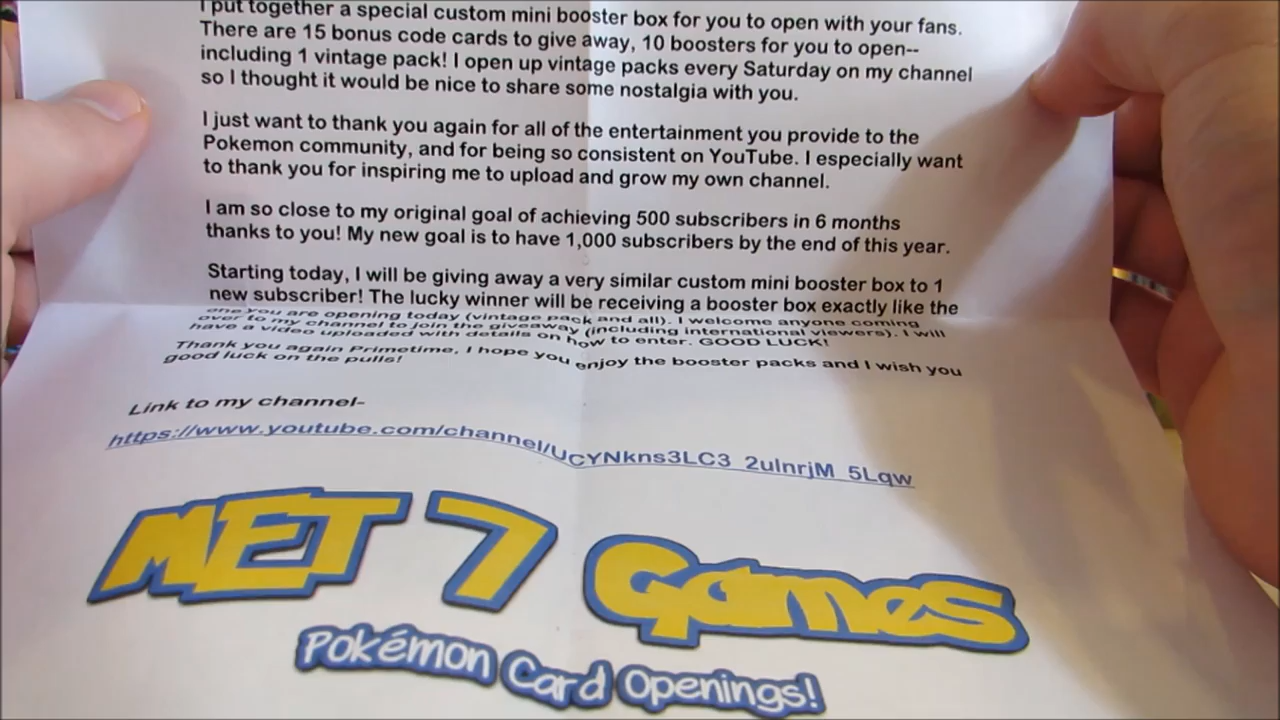 I put together a special custom mini booster box for you to open with your fans.
There are 15 bonus code cards to give away, 10 boosters for you to open--
including 1 vintage pack! I open up vintage packs every Saturday on my channel
so I thought it would be nice to share some nostalgia with you.
I just want to thank you again for all of the entertainment you provide to the
Pokemon community, and for being so consistent on YouTube. I especially want
to thank you for inspiring me to upload and grow my own channel.
I am so close to my original goal of achieving 500 subscribers in 6 months
thanks to you! My new goal is to have 1,000 subscribers by the end of this year.
Starting today, I will be giving away a very similar custom mini booster box to 1
new subscriber! The lucky winner will be receiving a booster box exactly like the
one you are opening today (vintage pack and all). I welcome anyone coming
over to my channel to join the giveaway (including international viewers). I will
have a video uploaded with details on how to enter. GOOD LUCK!
Thank you again Primetime, I hope you enjoy the booster packs and I wish you
good luck on the pulls!
Link to my channel-
https://www.youtube.com/channel/UCYNkns3LC3_2uInrjM_5Lqw
MET 7 Games
Pokémon Card Openings!